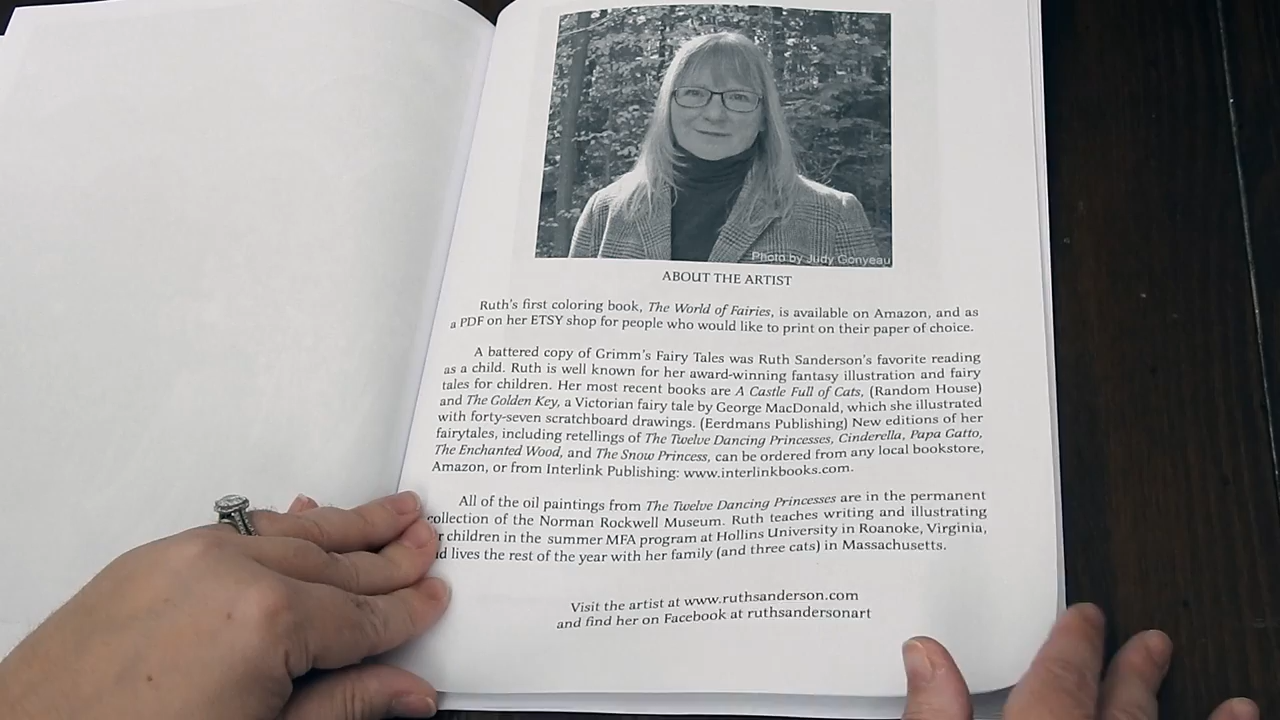 Photo by Judy Gonyeau
ABOUT THE ARTIST
Ruth's first coloring book, The World of Fairies, is available on Amazon, and as
a PDF on her ETSY shop for people who would like to print on their paper of choice.
A battered copy of Grimm's Fairy Tales was Ruth Sanderson's favorite reading
as a child. Ruth is well known for her award-winning fantasy illustration and fairy
tales for children. Her most recent books are A Castle Full of Cats, (Random House)
and The Golden Key, a Victorian fairy tale by George MacDonald, which she illustrated
with forty-seven scratchboard drawings. (Eerdmans Publishing) New editions of her
fairytales, including retellings of The Twelve Dancing Princesses, Cinderella, Papa Gatto,
The Enchanted Wood, and The Snow Princess, can be ordered from any local bookstore,
Amazon, or from Interlink Publishing: www.interlinkbooks.com.
All of the oil paintings from The Twelve Dancing Princesses are in the permanent
collection of the Norman Rockwell Museum. Ruth teaches writing and illustrating
children in the summer MFA program at Hollins University in Roanoke, Virginia,
lives the rest of the year with her family (and three cats) in Massachusetts.
Visit the artist at www.ruthsanderson.com
and find her on Facebook at ruthsandersonart